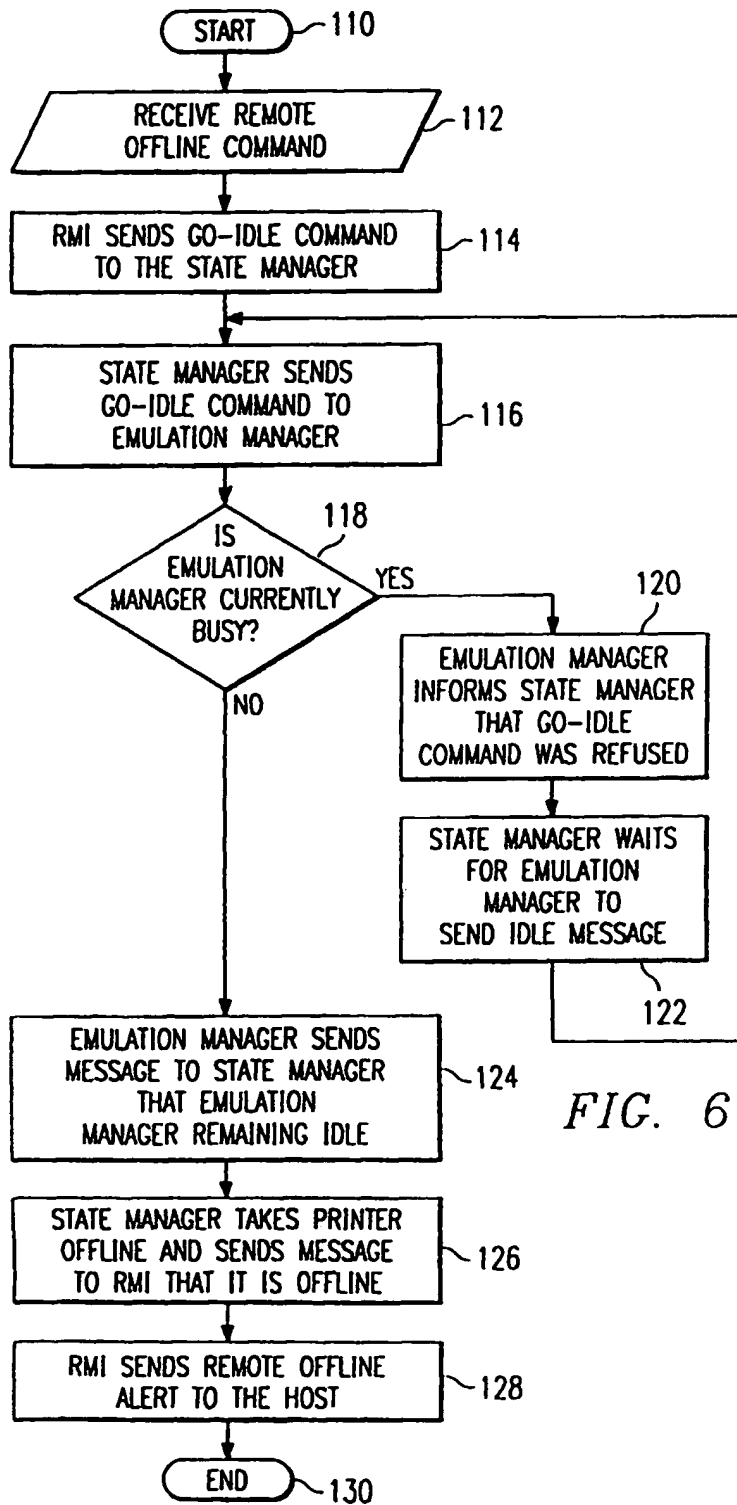 START
110
RECEIVE REMOTE
OFFLINE COMMAND
112
RMI SENDS GO-IDLE COMMAND
TO THE STATE MANAGER
114
STATE MANAGER SENDS
GO-IDLE COMMAND TO
EMULATION MANAGER
116
118
IS
EMULATION
MANAGER CURRENTLY
BUSY?
YES
NO
120
EMULATION MANAGER
INFORMS STATE MANAGER
THAT GO-IDLE
COMMAND WAS REFUSED
STATE MANAGER WAITS
FOR EMULATION
MANAGER TO
SEND IDLE MESSAGE
122
EMULATION MANAGER SENDS
MESSAGE TO STATE MANAGER
THAT EMULATION
MANAGER REMAINING IDLE
124
FIG. 6
STATE MANAGER TAKES PRINTER
OFFLINE AND SENDS MESSAGE
TO RMI THAT IT IS OFFLINE
126
RMI SENDS REMOTE OFFLINE
ALERT TO THE HOST
128
END
130